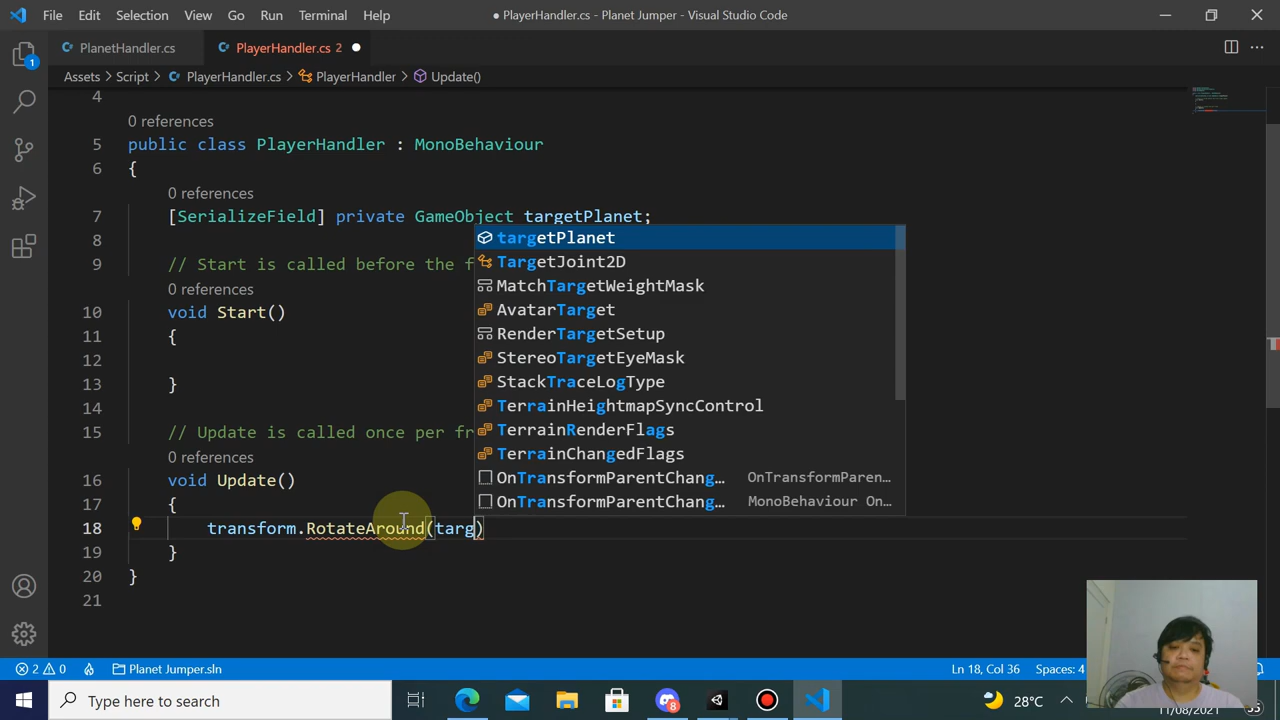 File Edit Selection View Go Run Terminal Help
● PlayerHandler.cs - Planet Jumper - Visual Studio Code
PlanetHandler.cs
PlayerHandler.cs 2
Assets > Script > PlayerHandler.cs > PlayerHandler > Update()
4
0 references
5 public class PlayerHandler : MonoBehaviour
6 {
0 references
7 [SerializeField] private GameObject targetPlanet;
8
9 // Start is called before the f
0 references
10 void Start()
11 {
12
13 }
14
15 // Update is called once per fr
0 references
16 void Update()
17 {
18 transform.RotateAround(targ)
19 }
20 }
21
targetPlanet
TargetJoint2D
MatchTargetWeightMask
AvatarTarget
RenderTargetSetup
StereoTargetEyeMask
StackTraceLogType
TerrainHeightmapSyncControl
TerrainRenderFlags
TerrainChangedFlags
OnTransformParentChang… OnTransformParen…
OnTransformParentChang… MonoBehaviour On…
1
2 0 Planet Jumper.sln
Ln 18, Col 36 Spaces: 4
Type here to search
8
28°C
11/08/2021